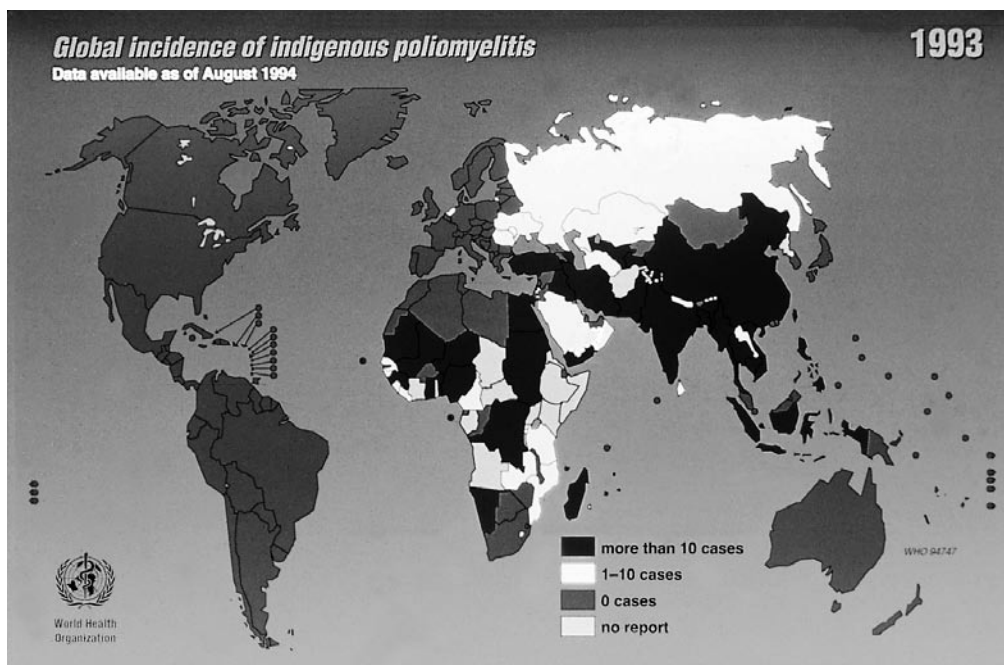 Global incidence of indigenous poliomyelitis
Data available as of August 1994
1993
more than 10 cases
1–10 cases
0 cases
no report
WHO 94747
World Health
Organization